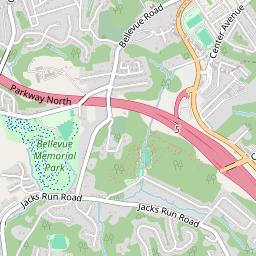 Bellevue Road
Center Avenue
Parkway North
5
Bellevue
Memorial
Park
Jacks Run Road
Jacks Run Road